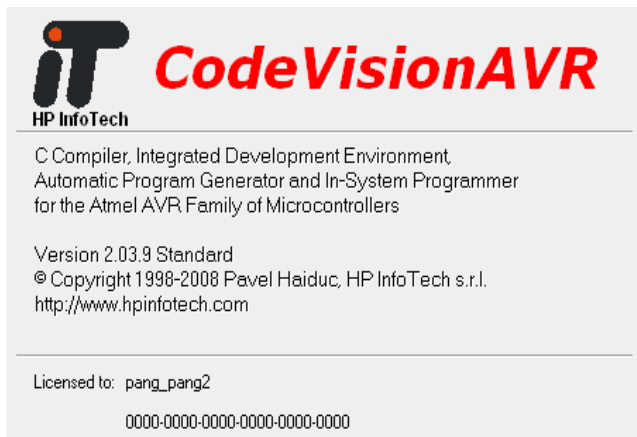 iT
CodeVisionAVR
HP InfoTech
C Compiler, Integrated Development Environment,
Automatic Program Generator and In-System Programmer
for the Atmel AVR Family of Microcontrollers
Version 2.03.9 Standard
© Copyright 1998-2008 Pavel Haiduc, HP InfoTech s.r.l.
http://www.hpinfotech.com
Licensed to: pang_pang2
0000-0000-0000-0000-0000-0000